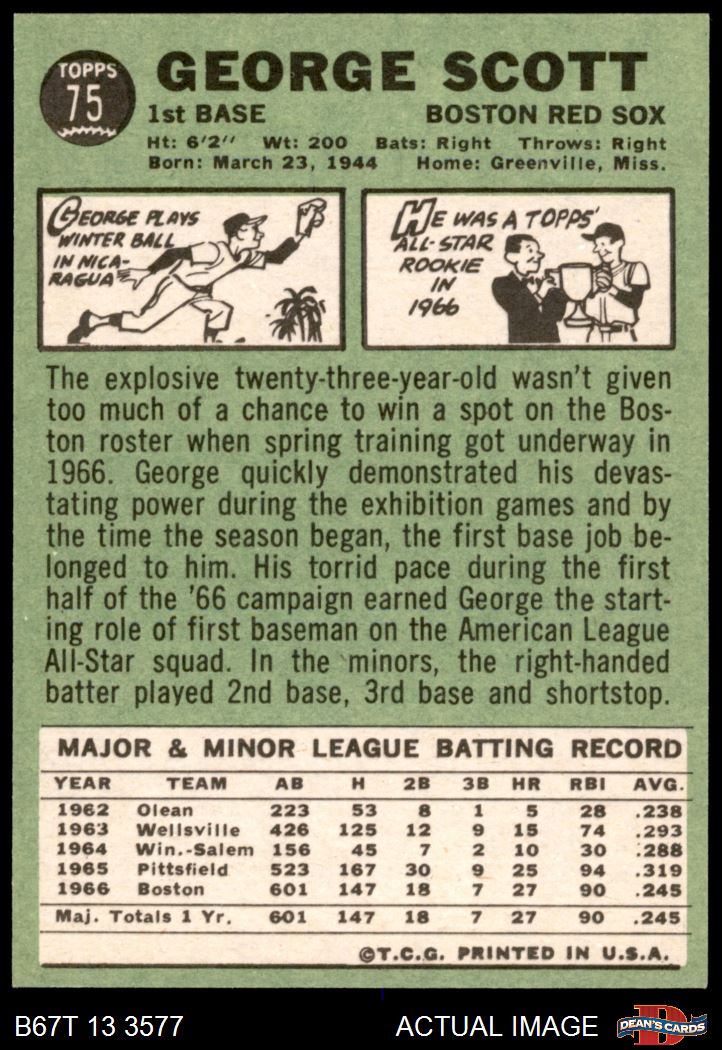 TOPPS
75
GEORGE SCOTT
1st BASE BOSTON RED SOX
Ht: 6'2'' Wt: 200 Bats: Right Throws: Right
Born: March 23, 1944 Home: Greenville, Miss.
GEORGE PLAYS
WINTER BALL
IN NICA-
RAGUA
HE WAS A TOPPS'
ALL-STAR
ROOKIE
IN
1966
The explosive twenty-three-year-old wasn't given
too much of a chance to win a spot on the Bos-
ton roster when spring training got underway in
1966. George quickly demonstrated his devas-
tating power during the exhibition games and by
the time the season began, the first base job be-
longed to him. His torrid pace during the first
half of the '66 campaign earned George the start-
ing role of first baseman on the American League
All-Star squad. In the minors, the right-handed
batter played 2nd base, 3rd base and shortstop.
MAJOR & MINOR LEAGUE BATTING RECORD
YEAR TEAM AB H 2B 3B HR RBI AVG.
1962 Olean 223 53 8 1 5 28 .238
1963 Wellsville 426 125 12 9 15 74 .293
1964 Win.-Salem 156 45 7 2 10 30 .288
1965 Pittsfield 523 167 30 9 25 94 .319
1966 Boston 601 147 18 7 27 90 .245
Maj. Totals 1 Yr. 601 147 18 7 27 90 .245
©T.C.G. PRINTED IN U.S.A.
B67T 13 3577 ACTUAL IMAGE
D
DEAN'S CARDS